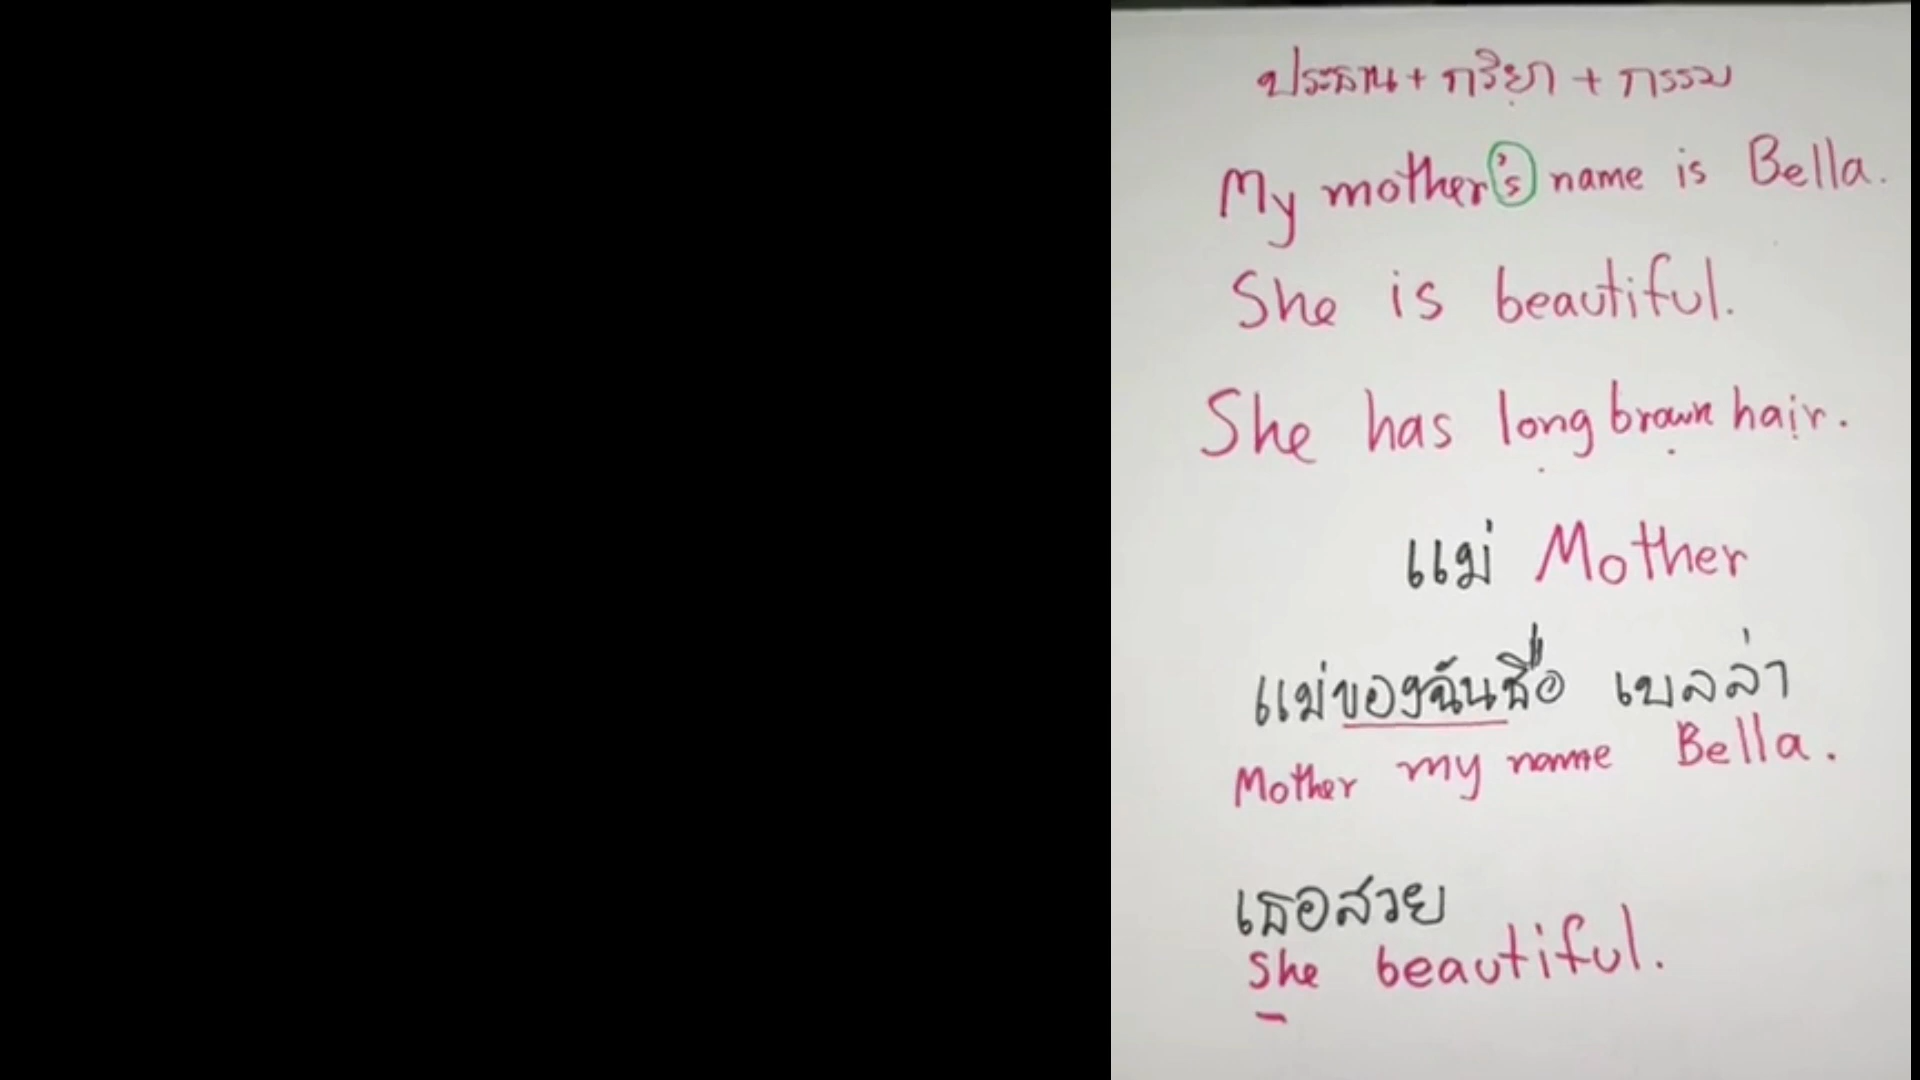 ประธาน + กริยา + กรรม
My mother's name is Bella.
She is beautiful.
She has long brown hair.
แม่ Mother
แม่ของฉันชื่อ เบลล่า
Mother my name Bella.
เธอสวย
She beautiful.